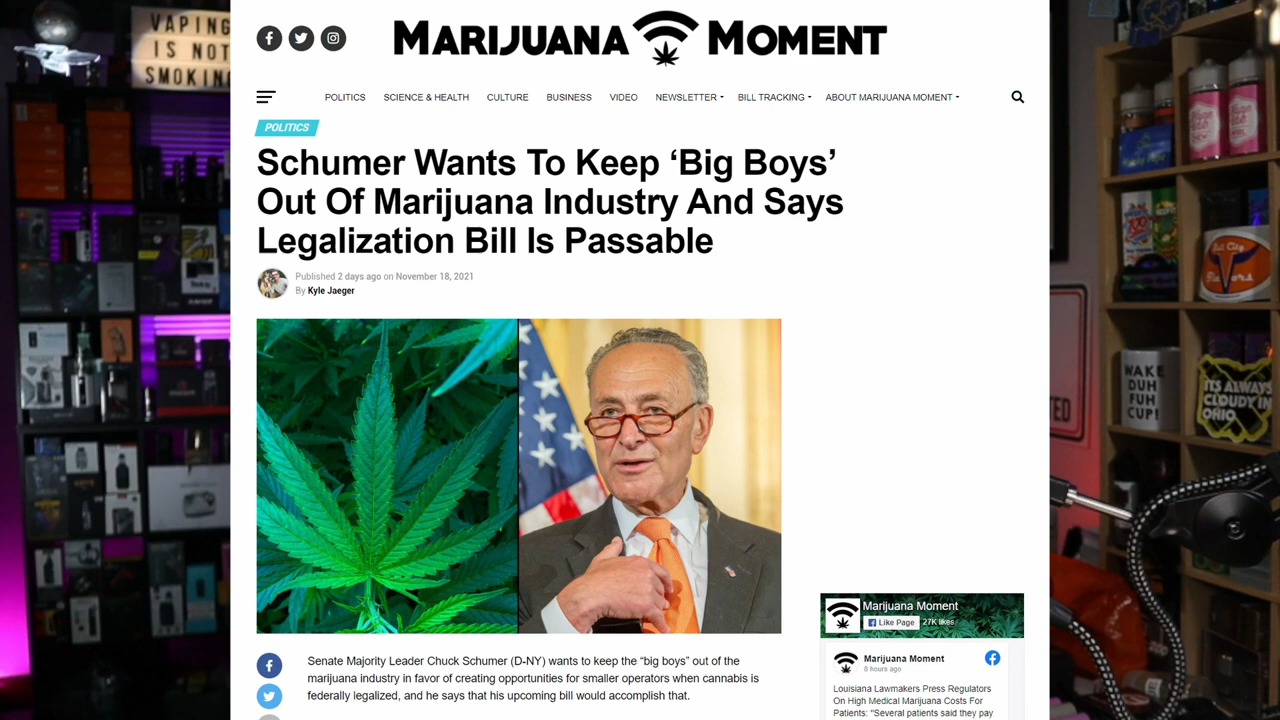 VAPING
IS NOT
SMOKING
MARIJUANA MOMENT
POLITICS
SCIENCE & HEALTH
CULTURE
BUSINESS
VIDEO
NEWSLETTER
BILL TRACKING
ABOUT MARIJUANA MOMENT
POLITICS
Schumer Wants To Keep ‘Big Boys’
Out Of Marijuana Industry And Says
Legalization Bill Is Passable
Published 2 days ago on November 18, 2021
By Kyle Jaeger
Senate Majority Leader Chuck Schumer (D-NY) wants to keep the “big boys” out of the
marijuana industry in favor of creating opportunities for smaller operators when cannabis is
federally legalized, and he says that his upcoming bill would accomplish that.
Marijuana Moment
Like Page
27K likes
Marijuana Moment
8 hours ago
Louisiana Lawmakers Press Regulators
On High Medical Marijuana Costs For
Patients: "Several patients said they pay
WAKE
DUH
FUH
CUP!
ITS ALWAYS
CLOUDY IN
OHIO